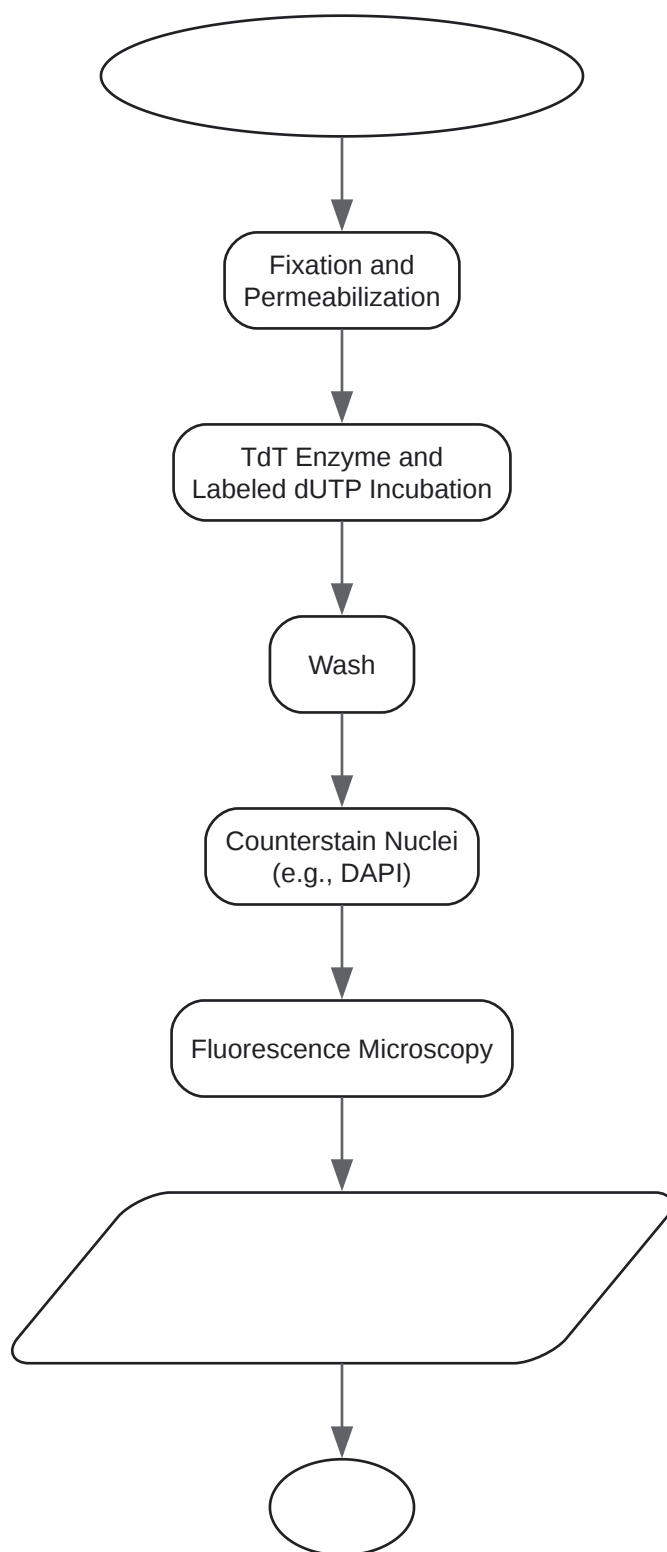 Fixation and
Permeabilization
TdT Enzyme and
Labeled dUTP Incubation
Wash
Counterstain Nuclei
(e.g., DAPI)
Fluorescence Microscopy